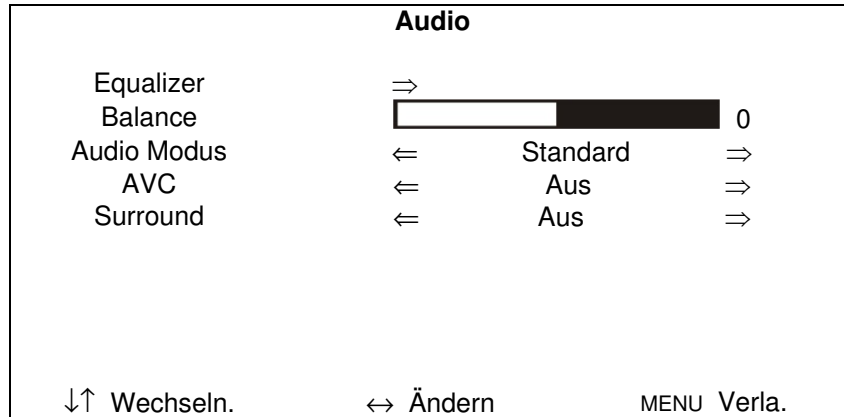 Audio
Equalizer ⇒
Balance 0
Audio Modus ⇐ Standard ⇒
AVC ⇐ Aus ⇒
Surround ⇐ Aus ⇒
↓↑ Wechseln. ↔ Ändern MENU Verla.